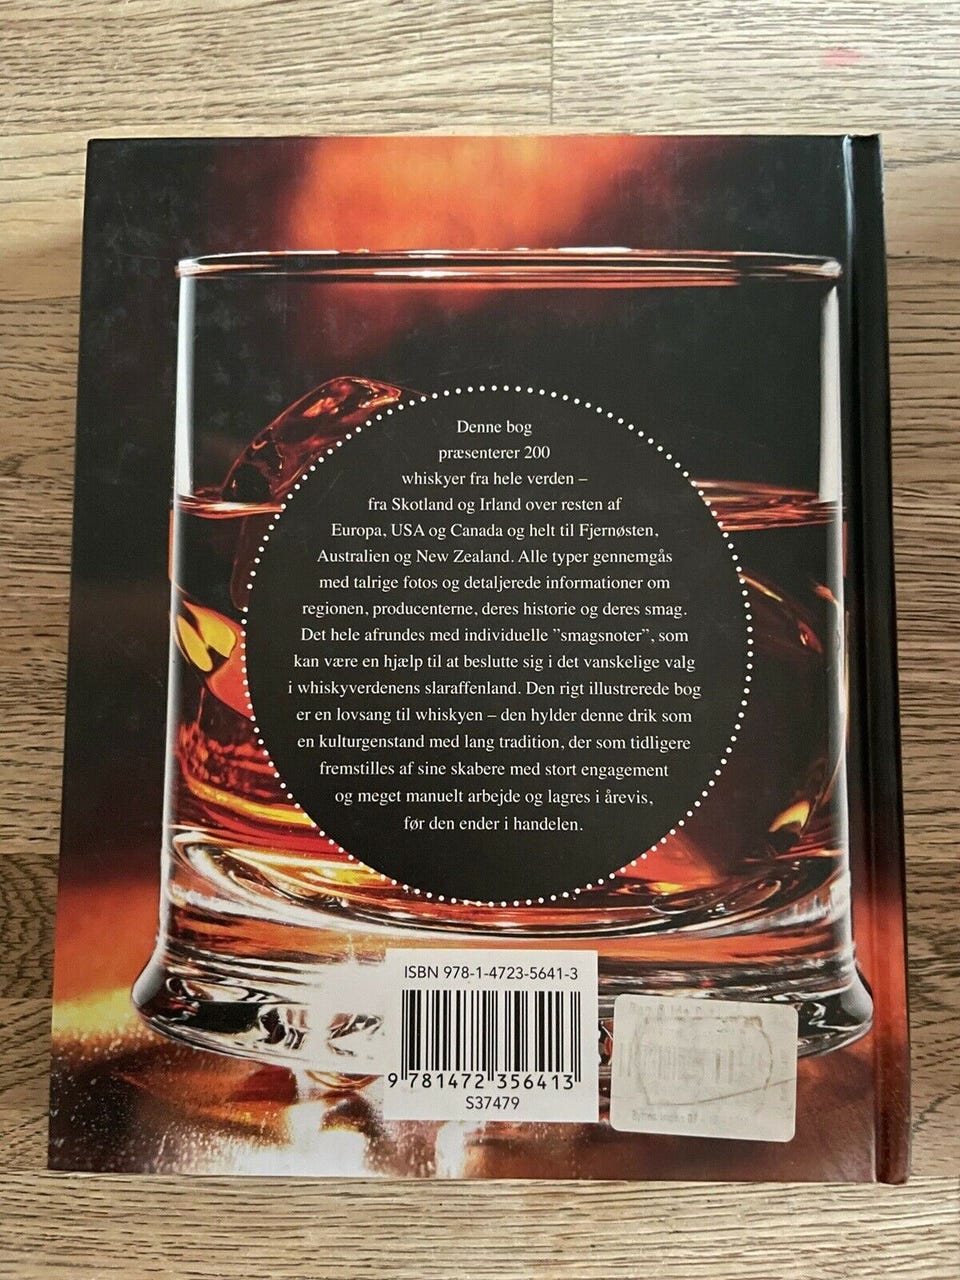 Denne bog
præsenterer 200
whiskyer fra hele verden –
fra Skotland og Irland over resten af
Europa, USA og Canada og helt til Fjernøsten,
Australien og New Zealand. Alle typer gennemgås
med talrige fotos og detaljerede informationer om
regionen, producenterne, deres historie og deres smag.
Det hele afrundes med individuelle ”smagsnoter”, som
kan være en hjælp til at beslutte sig i det vanskelige valg
i whiskyverdenens slaraffenland. Den rigt illustrerede bog
er en lovsang til whiskyen – den hylder denne drik som
en kulturgenstand med lang tradition, der som tidligere
fremstilles af sine skabere med stort engagement
og meget manuelt arbejde og lagres i årevis,
før den ender i handelen.
ISBN 978-1-4723-5641-3
9 781472 356413
S37479